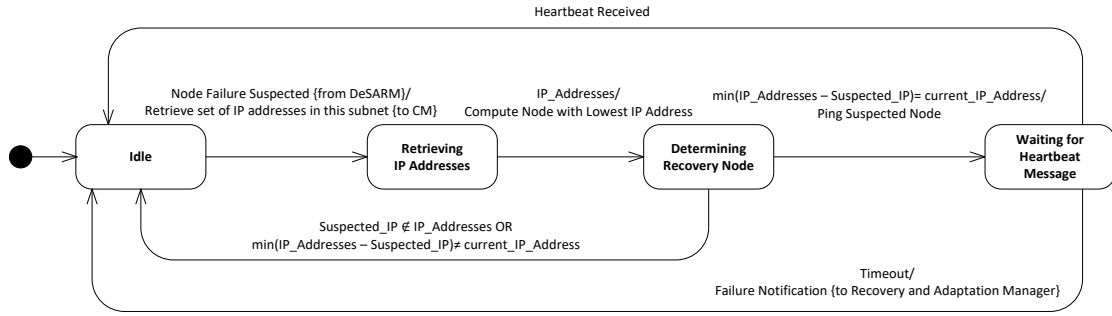 Heartbeat Received
Node Failure Suspected {from DeSARM}/
Retrieve set of IP addresses in this subnet {to CM}
IP_Addresses/
Compute Node with Lowest IP Address
min(IP_Addresses – Suspected_IP)= current_IP_Address/
Ping Suspected Node
Idle
Retrieving
IP Addresses
Determining
Recovery Node
Waiting for
Heartbeat
Message
Suspected_IP ∉ IP_Addresses OR
min(IP_Addresses – Suspected_IP)≠ current_IP_Address
Timeout/
Failure Notification {to Recovery and Adaptation Manager}